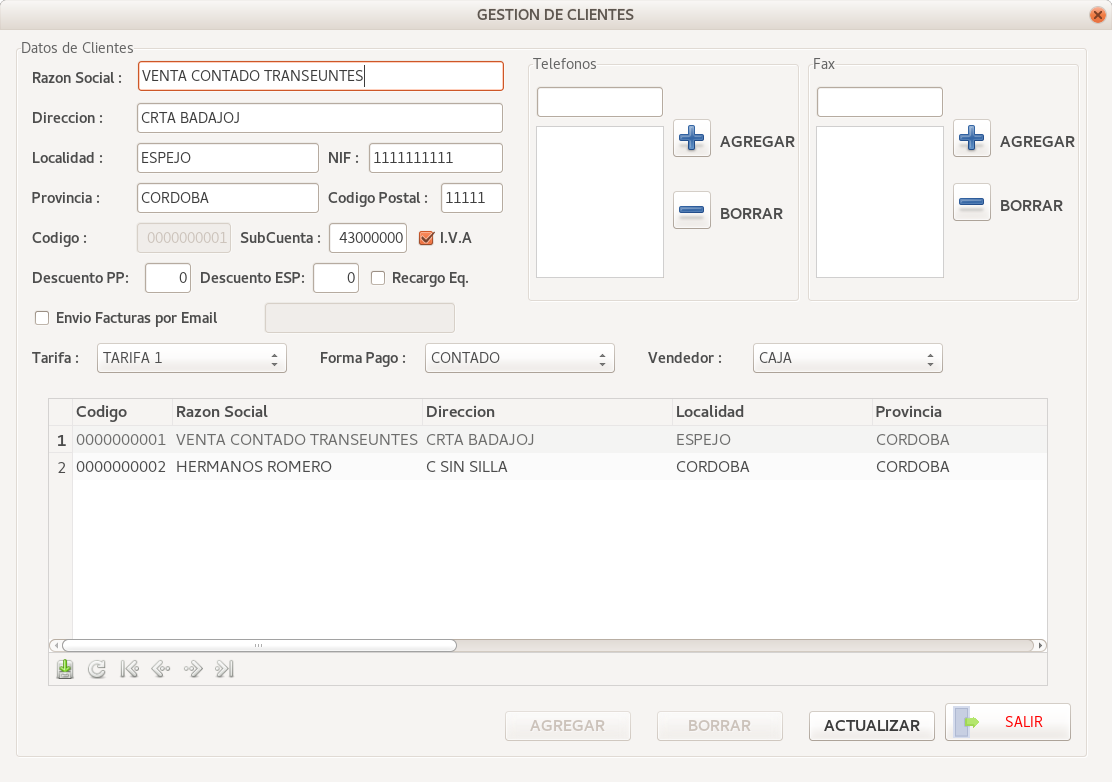 GESTION DE CLIENTES
Datos de Clientes
Razon Social : VENTA CONTADO TRANSEUNTES
Direccion : CRTA BADAJOJ
Localidad : ESPEJO NIF : 1111111111
Provincia : CORDOBA Codigo Postal : 11111
Codigo : 0000000001 SubCuenta : 43000000 I.V.A
Descuento PP: 0 Descuento ESP: 0 Recargo Eq.
Envio Facturas por Email
Telefonos
AGREGAR
BORRAR
Fax
AGREGAR
BORRAR
Tarifa : TARIFA 1 Forma Pago : CONTADO Vendedor : CAJA
Codigo Razon Social Direccion Localidad Provincia
1 0000000001 VENTA CONTADO TRANSEUNTES CRTA BADAJOJ ESPEJO CORDOBA
2 0000000002 HERMANOS ROMERO C SIN SILLA CORDOBA CORDOBA
AGREGAR BORRAR ACTUALIZAR SALIR